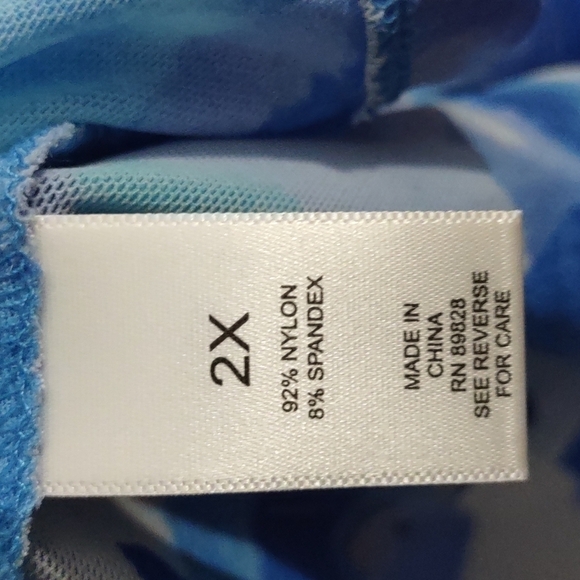 2X
92% NYLON
8% SPANDEX
MADE IN
CHINA
RN 89828
SEE REVERSE
FOR CARE